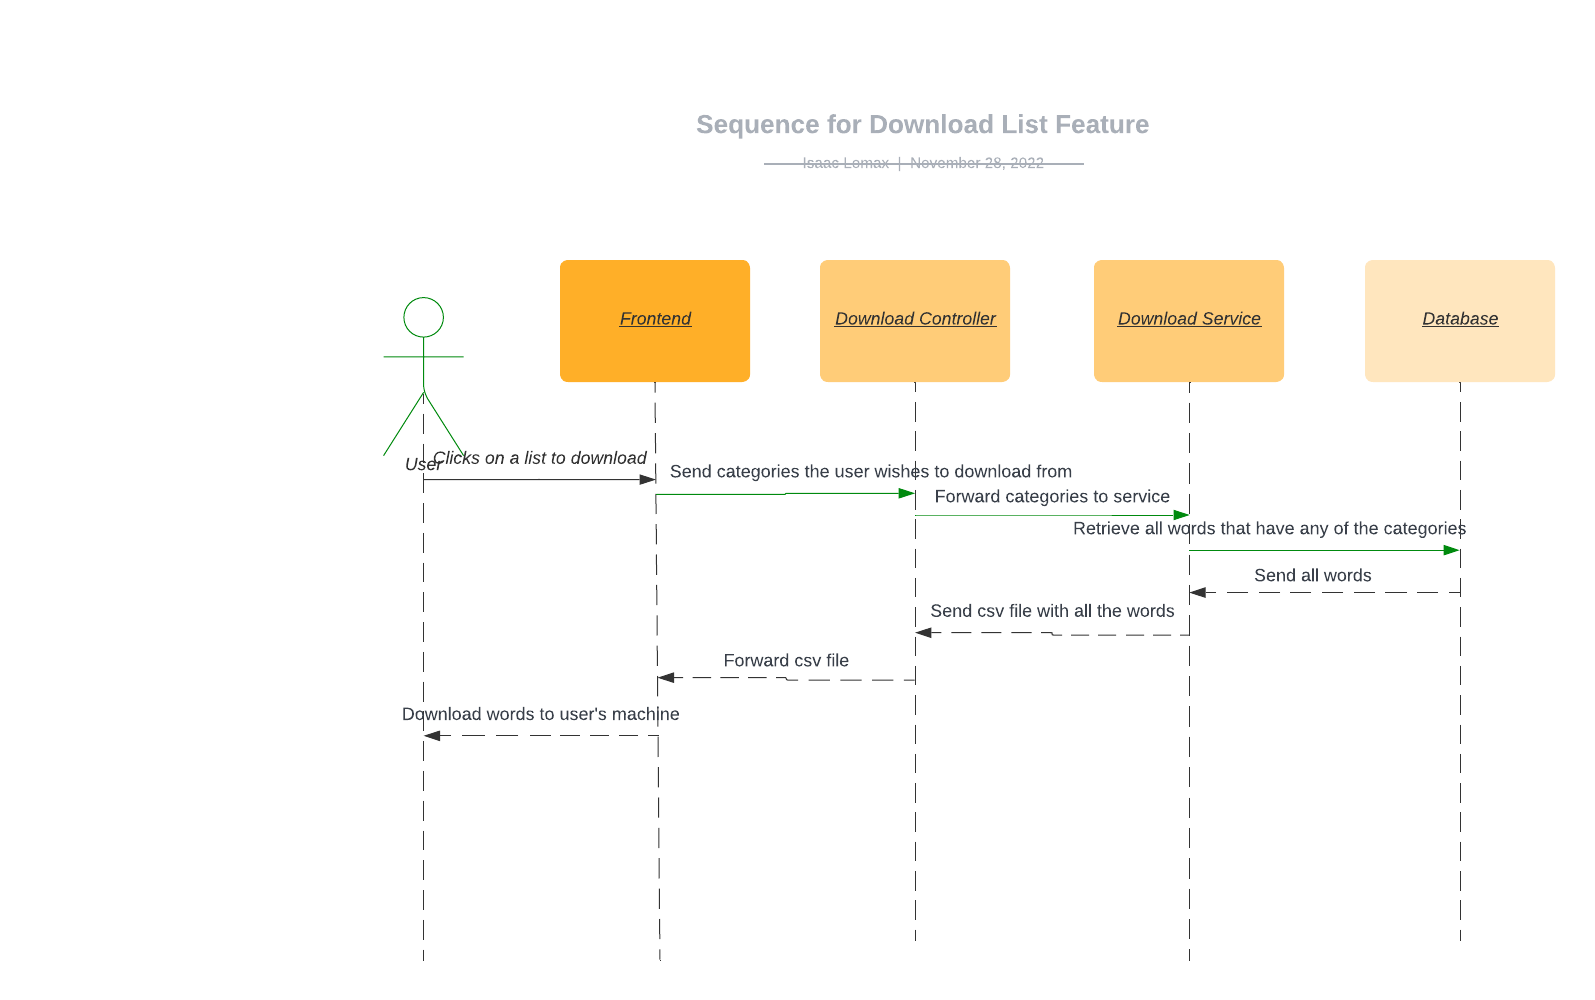 Sequence for Download List Feature
Isaac Lomax | November 28, 2022
Frontend
Download Controller
Download Service
Database
User
Clicks on a list to download
Send categories the user wishes to download from
Forward categories to service
Retrieve all words that have any of the categories
Send all words
Send csv file with all the words
Forward csv file
Download words to user's machine